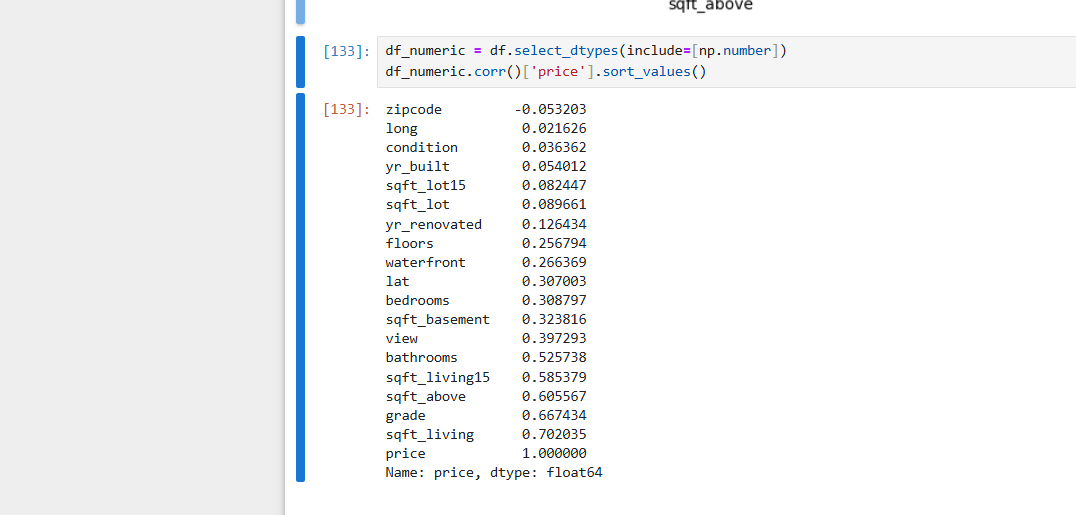 sqft_above
[133]: df_numeric = df.select_dtypes(include=[np.number])
df_numeric.corr()['price'].sort_values()
[133]: zipcode -0.053203
long 0.021626
condition 0.036362
yr_built 0.054012
sqft_lot15 0.082447
sqft_lot 0.089661
yr_renovated 0.126434
floors 0.256794
waterfront 0.266369
lat 0.307003
bedrooms 0.308797
sqft_basement 0.323816
view 0.397293
bathrooms 0.525738
sqft_living15 0.585379
sqft_above 0.605567
grade 0.667434
sqft_living 0.702035
price 1.000000
Name: price, dtype: float64